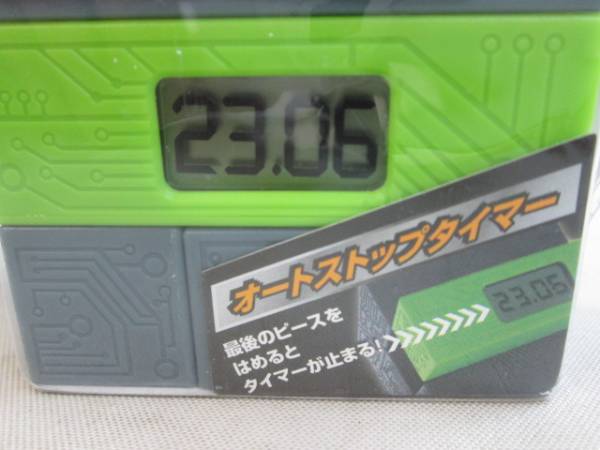 23.06
オートストップタイマー
最後のピースを
はめると
タイマーが止まる!
23.06